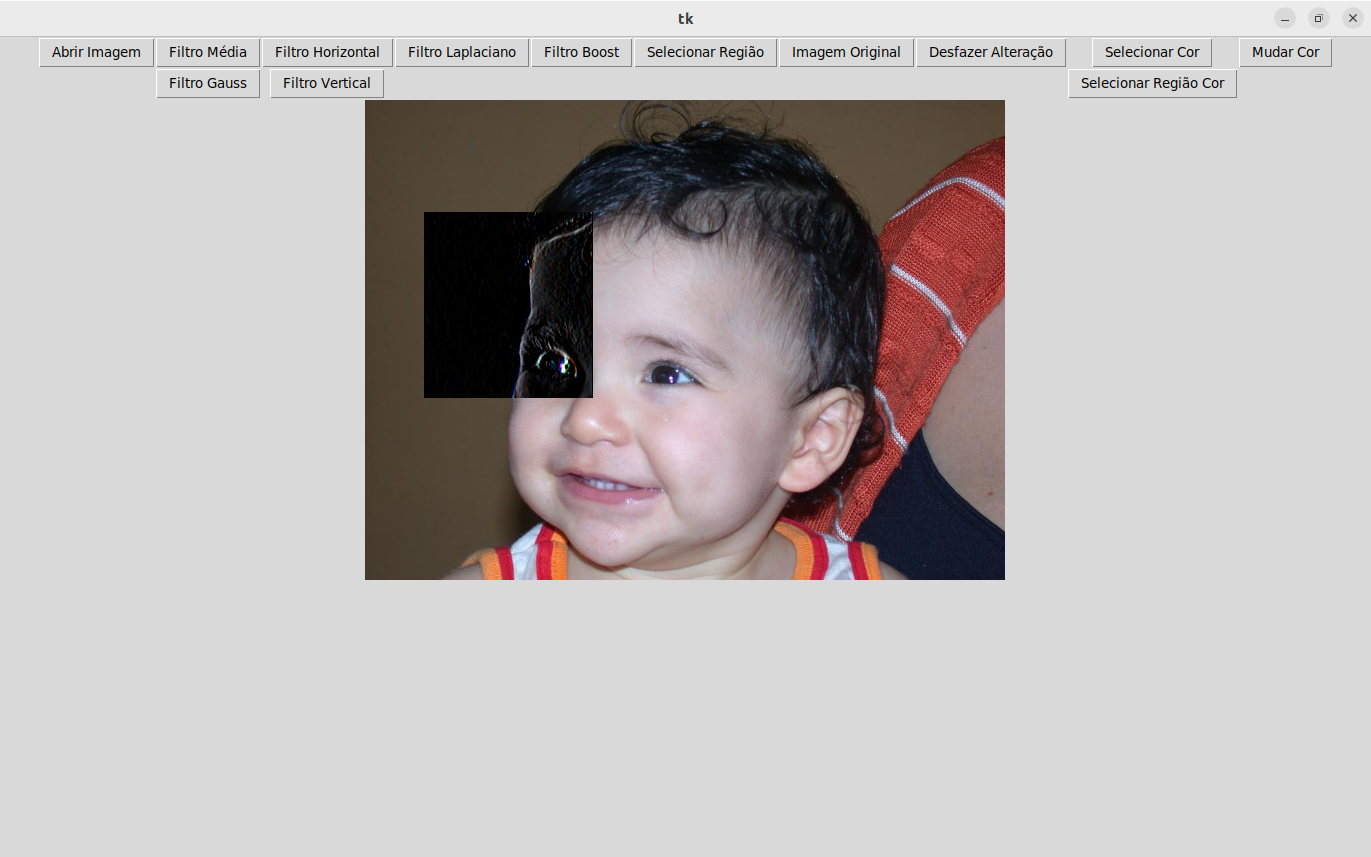 tk
Abrir Imagem Filtro Média Filtro Horizontal Filtro Laplaciano Filtro Boost Selecionar Região Imagem Original Desfazer Alteração Selecionar Cor Mudar Cor
Filtro Gauss Filtro Vertical Selecionar Região Cor